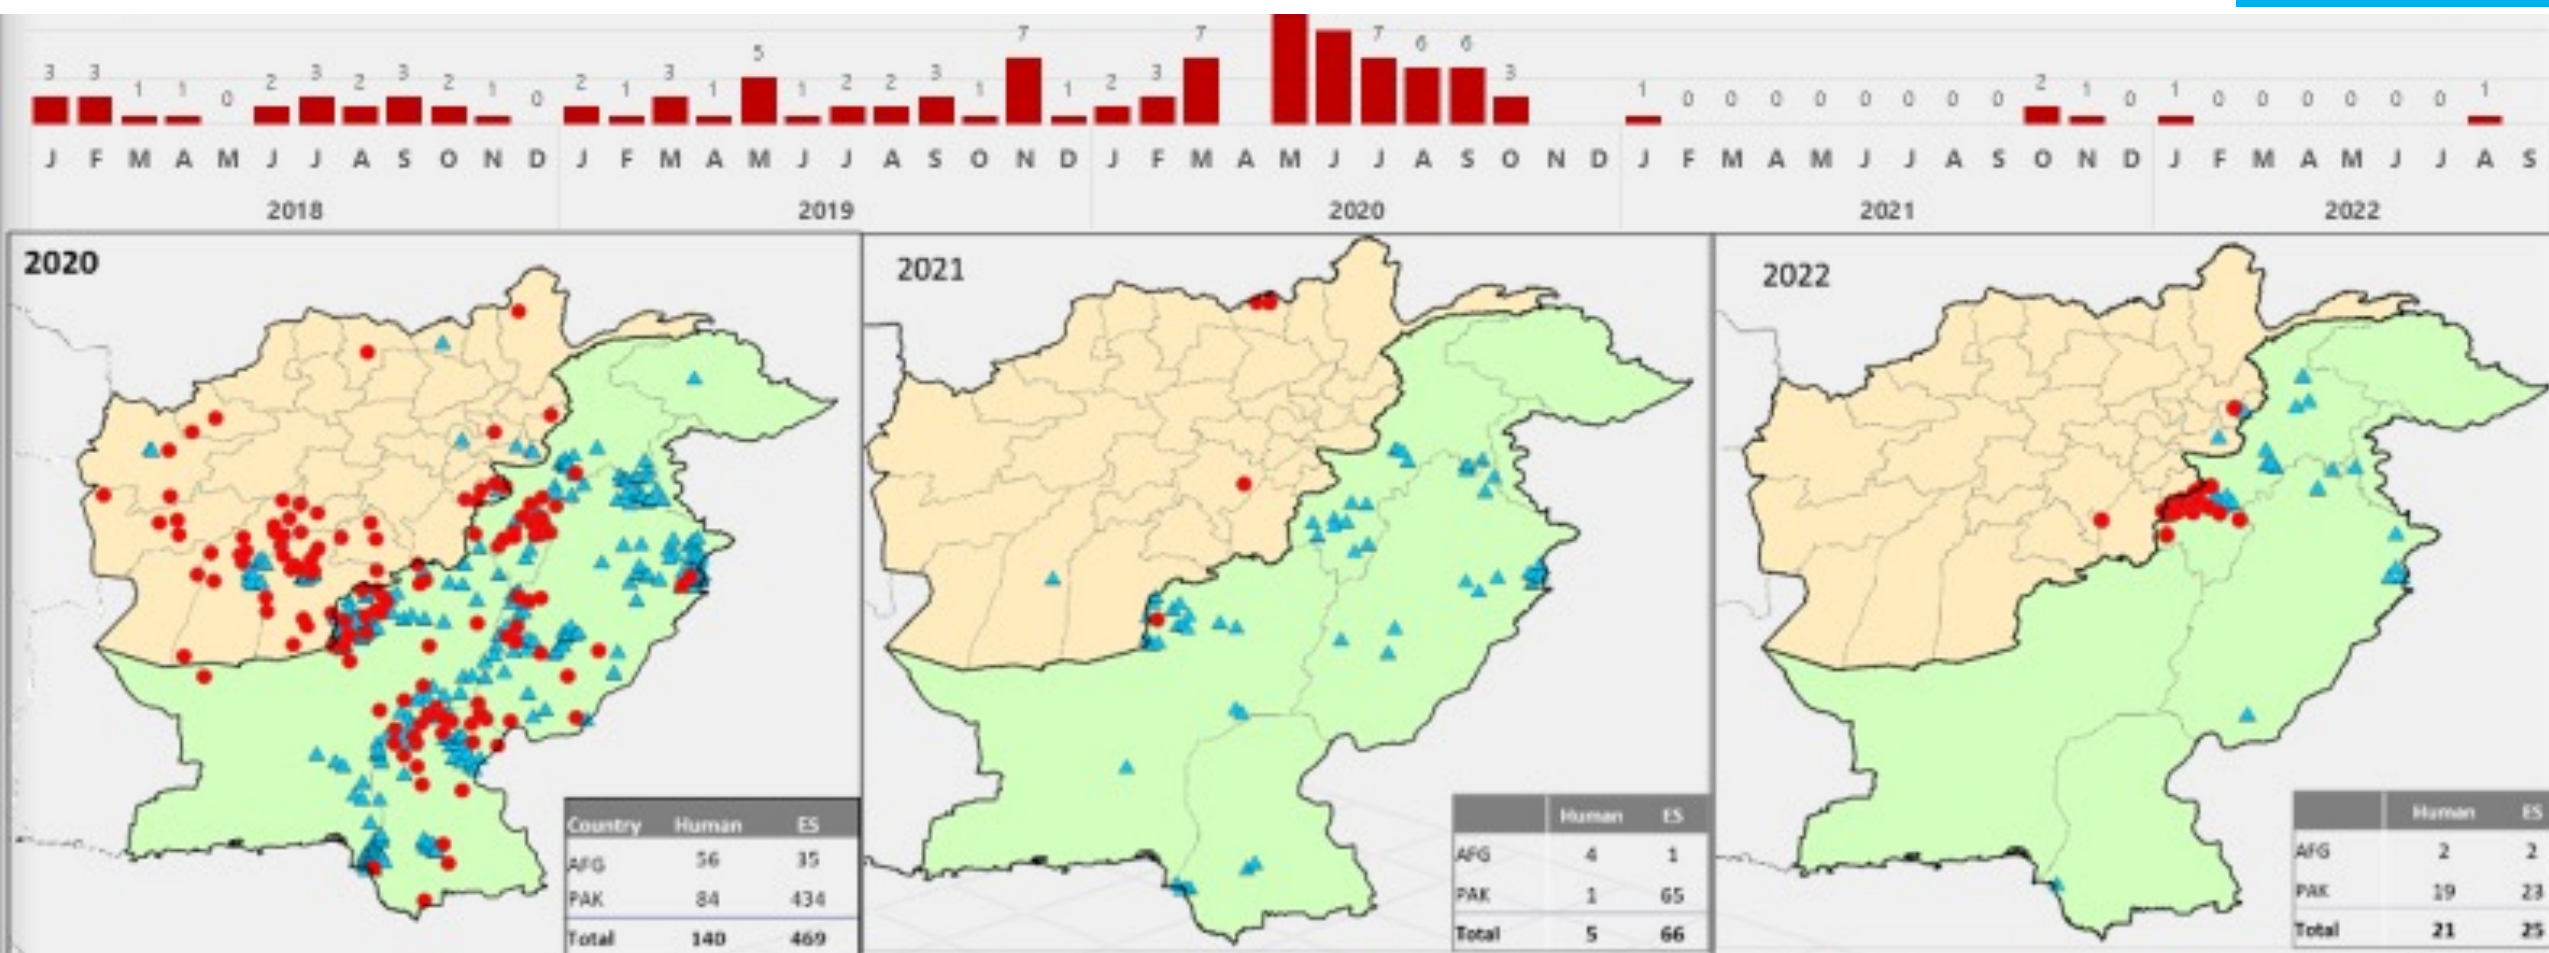 3 3 1 1 0 2 3 2 3 2 1 0 2 1 3 1 5 1 2 2 3 1 7 1 2 3 7 7 6 6 3 1 0 0 0 0 0 0 0 0 2 1 0 1 0 0 0 0 0 0 1
J F M A M J J A S O N D J F M A M J J A S O N D J F M A M J J A S O N D J F M A M J J A S O N D J F M A M J J A S
2018 2019 2020 2021 2022
2020
Country Human ES
AFG 56 35
PAK 84 434
Total 140 469
2021
Human ES
AFG 4 1
PAK 1 65
Total 5 66
2022
Human ES
AFG 2 2
PAK 19 23
Total 21 25